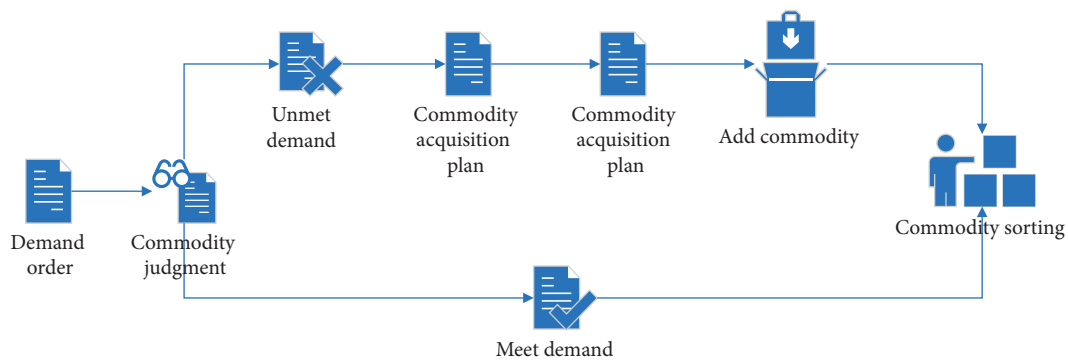 Unmet
demand
Commodity
acquisition
plan
Commodity
acquisition
plan
Add commodity
Demand
order
Commodity
judgment
Commodity sorting
Meet demand